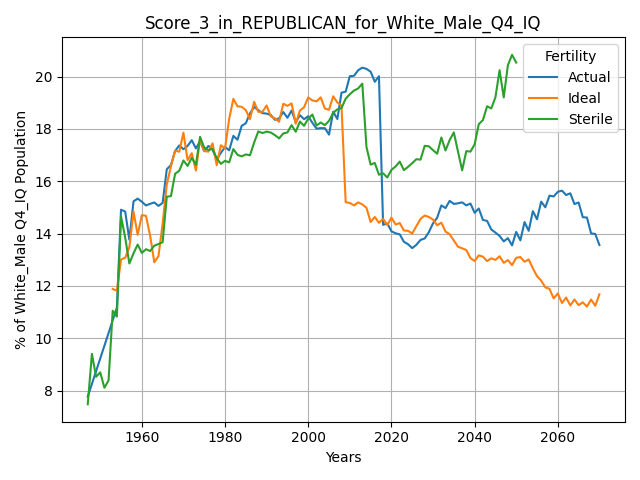 Score_3_in_REPUBLICAN_for_White_Male_Q4_IQ
Fertility
Actual
Ideal
Sterile
% of White_Male Q4_IQ Population
20
18
16
14
12
10
8
1960
1980
2000
2020
2040
2060
Years